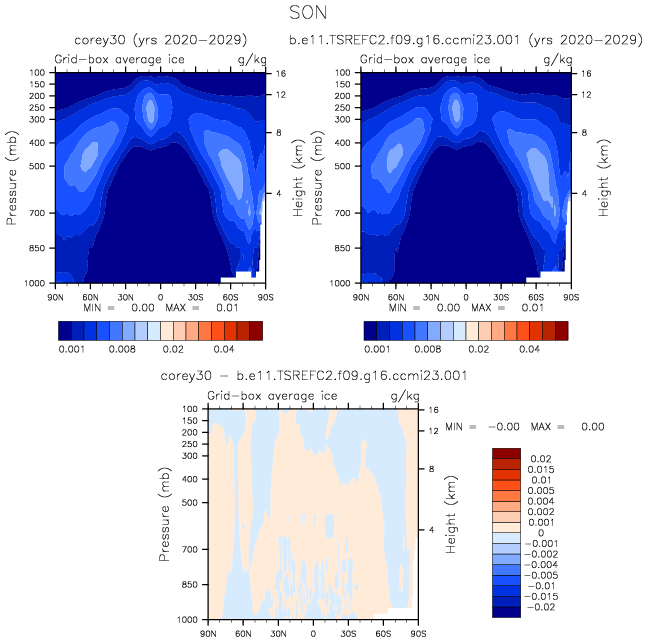 SON
corey30 (yrs 2020-2029)
b.e11.TSREFC2.f09.g16.ccmi23.001 (yrs 2020-2029)
Grid-box average ice g/kg
Grid-box average ice g/kg
100
150
200
250
300
400
500
700
850
1000
Pressure (mb)
16
12
8
4
Height (km)
90N 60N 30N 0 30S 60S 90S
MIN = 0.00 MAX = 0.01
0.001 0.008 0.02 0.04
100
150
200
250
300
400
500
700
850
1000
Pressure (mb)
16
12
8
4
Height (km)
90N 60N 30N 0 30S 60S 90S
MIN = 0.00 MAX = 0.01
0.001 0.008 0.02 0.04
corey30 - b.e11.TSREFC2.f09.g16.ccmi23.001
Grid-box average ice g/kg
100
150
200
250
300
400
500
700
850
1000
Pressure (mb)
16
12
8
4
Height (km)
90N 60N 30N 0 30S 60S 90S
MIN = -0.00 MAX = 0.00
0.02
0.015
0.01
0.005
0.004
0.002
0.001
0
-0.001
-0.002
-0.004
-0.005
-0.01
-0.015
-0.02